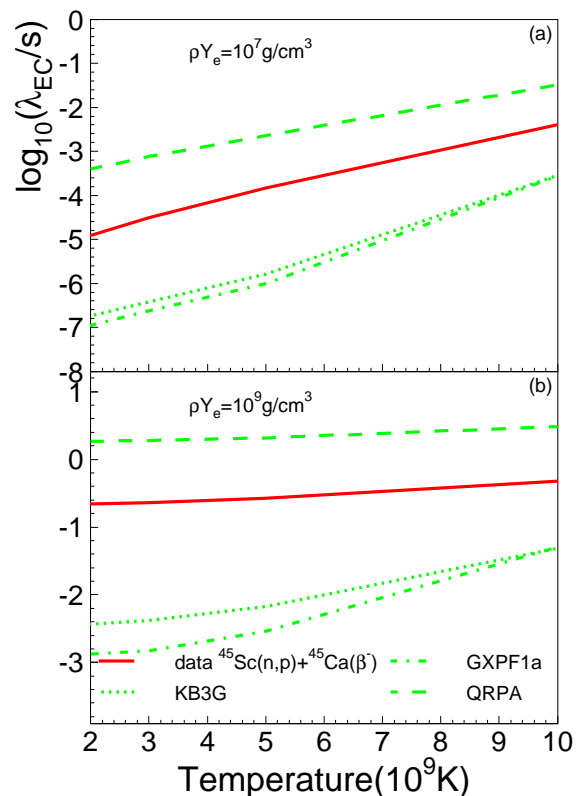 log₁₀(λ_EC/s)
0
(a)
ρYₑ=10⁷g/cm³
-1
-2
-3
-4
-5
-6
-7
-8
(b)
1
ρYₑ=10⁹g/cm³
0
-1
-2
-3
data ⁴⁵Sc(n,p)+⁴⁵Ca(β⁻)
GXPF1a
KB3G
QRPA
2 3 4 5 6 7 8 9 10
Temperature(10⁹K)